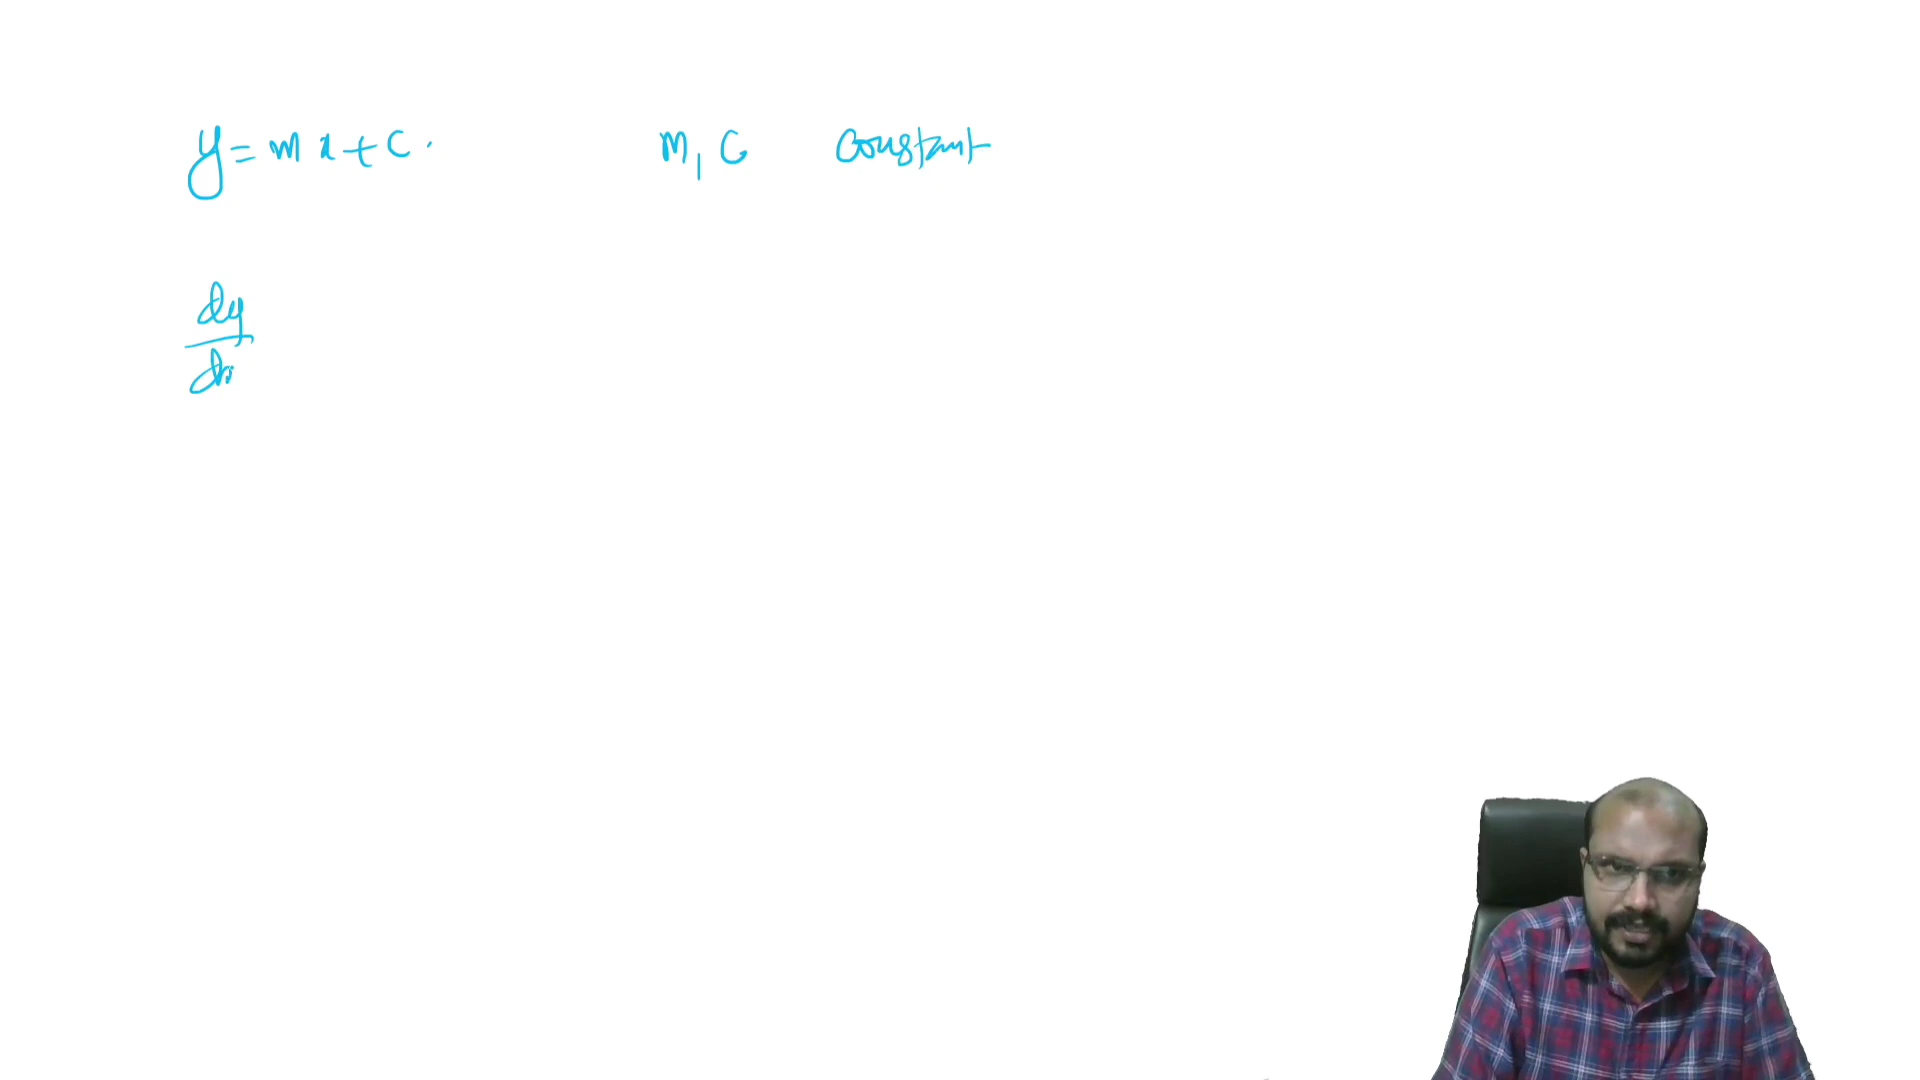 y = mx + c. m, c constant
dy
dx